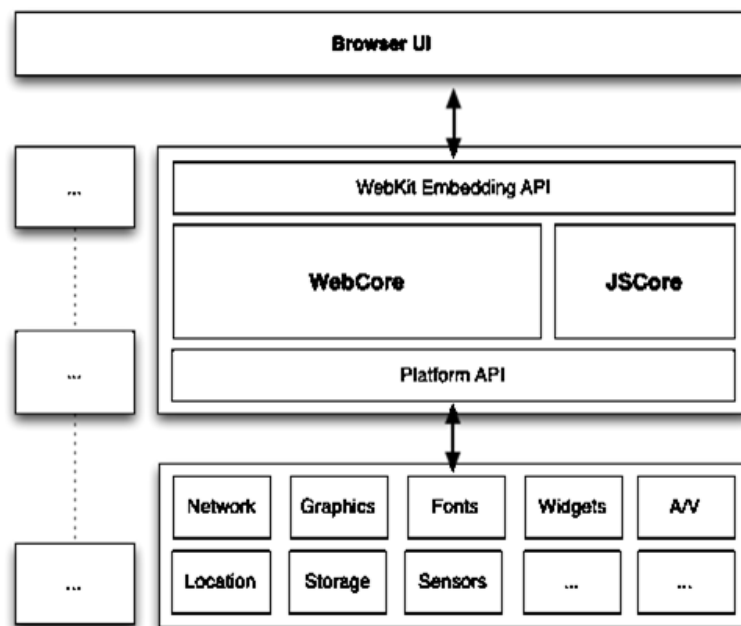 Browser UI
...
WebKit Embedding API
WebCore
JSCore
...
Platform API
Network
Graphics
Fonts
Widgets
A/V
...
Location
Storage
Sensors
...
...